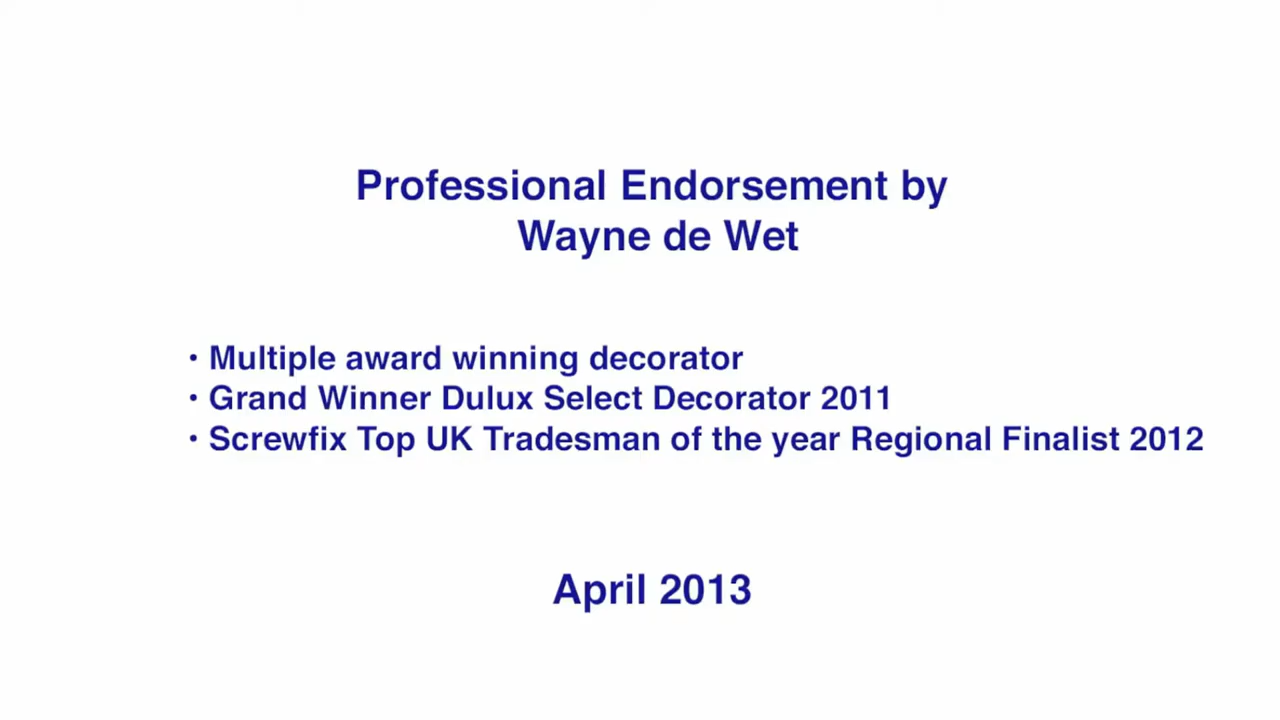 Professional Endorsement by
Wayne de Wet
• Multiple award winning decorator
• Grand Winner Dulux Select Decorator 2011
• Screwfix Top UK Tradesman of the year Regional Finalist 2012
April 2013